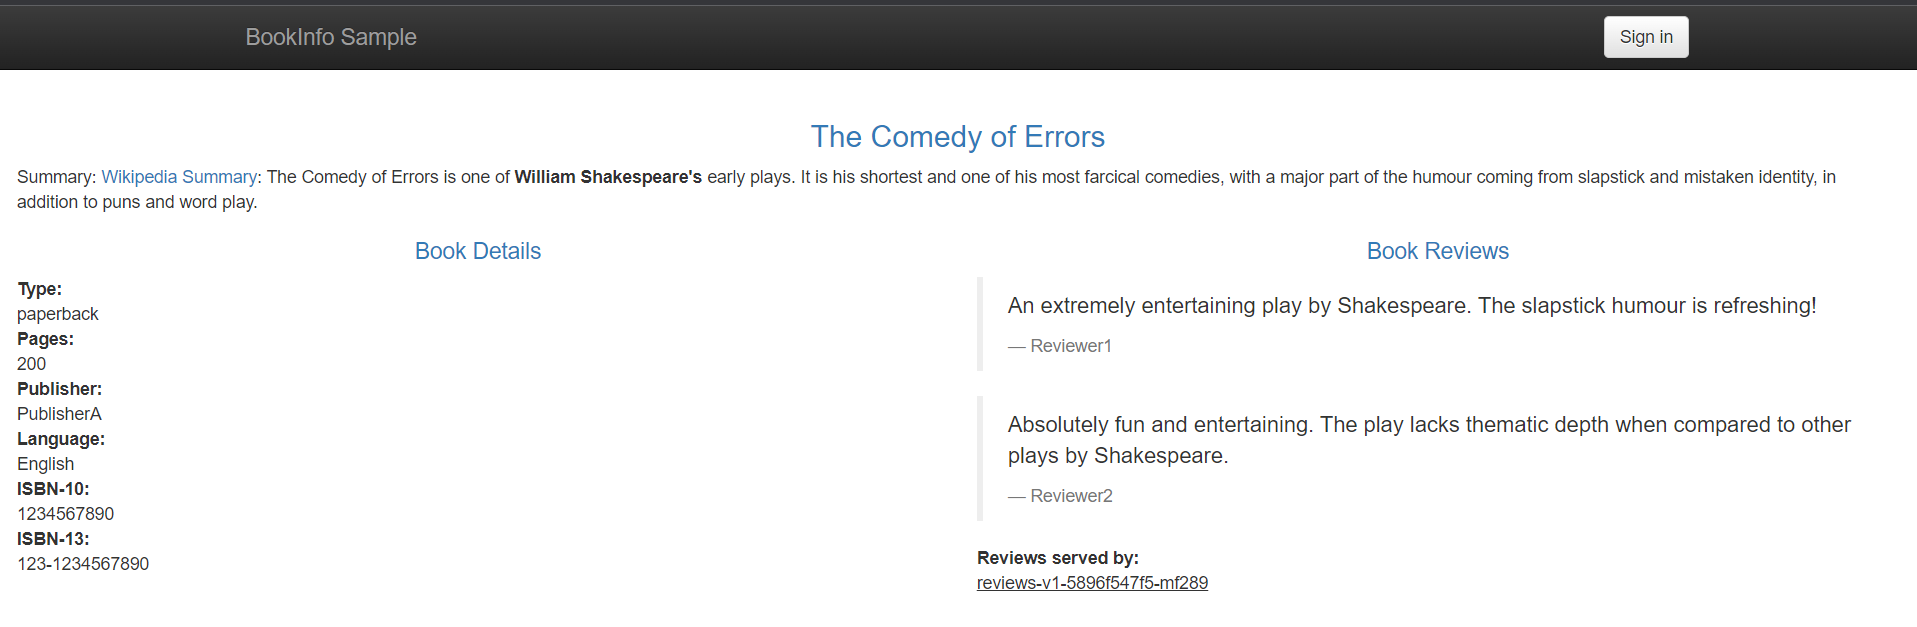 BookInfo Sample
Sign in
The Comedy of Errors
Summary: Wikipedia Summary: The Comedy of Errors is one of William Shakespeare's early plays. It is his shortest and one of his most farcical comedies, with a major part of the humour coming from slapstick and mistaken identity, in
addition to puns and word play.
Book Details
Type:
paperback
Pages:
200
Publisher:
PublisherA
Language:
English
ISBN-10:
1234567890
ISBN-13:
123-1234567890
Book Reviews
An extremely entertaining play by Shakespeare. The slapstick humour is refreshing!
— Reviewer1
Absolutely fun and entertaining. The play lacks thematic depth when compared to other
plays by Shakespeare.
— Reviewer2
Reviews served by:
reviews-v1-5896f547f5-mf289